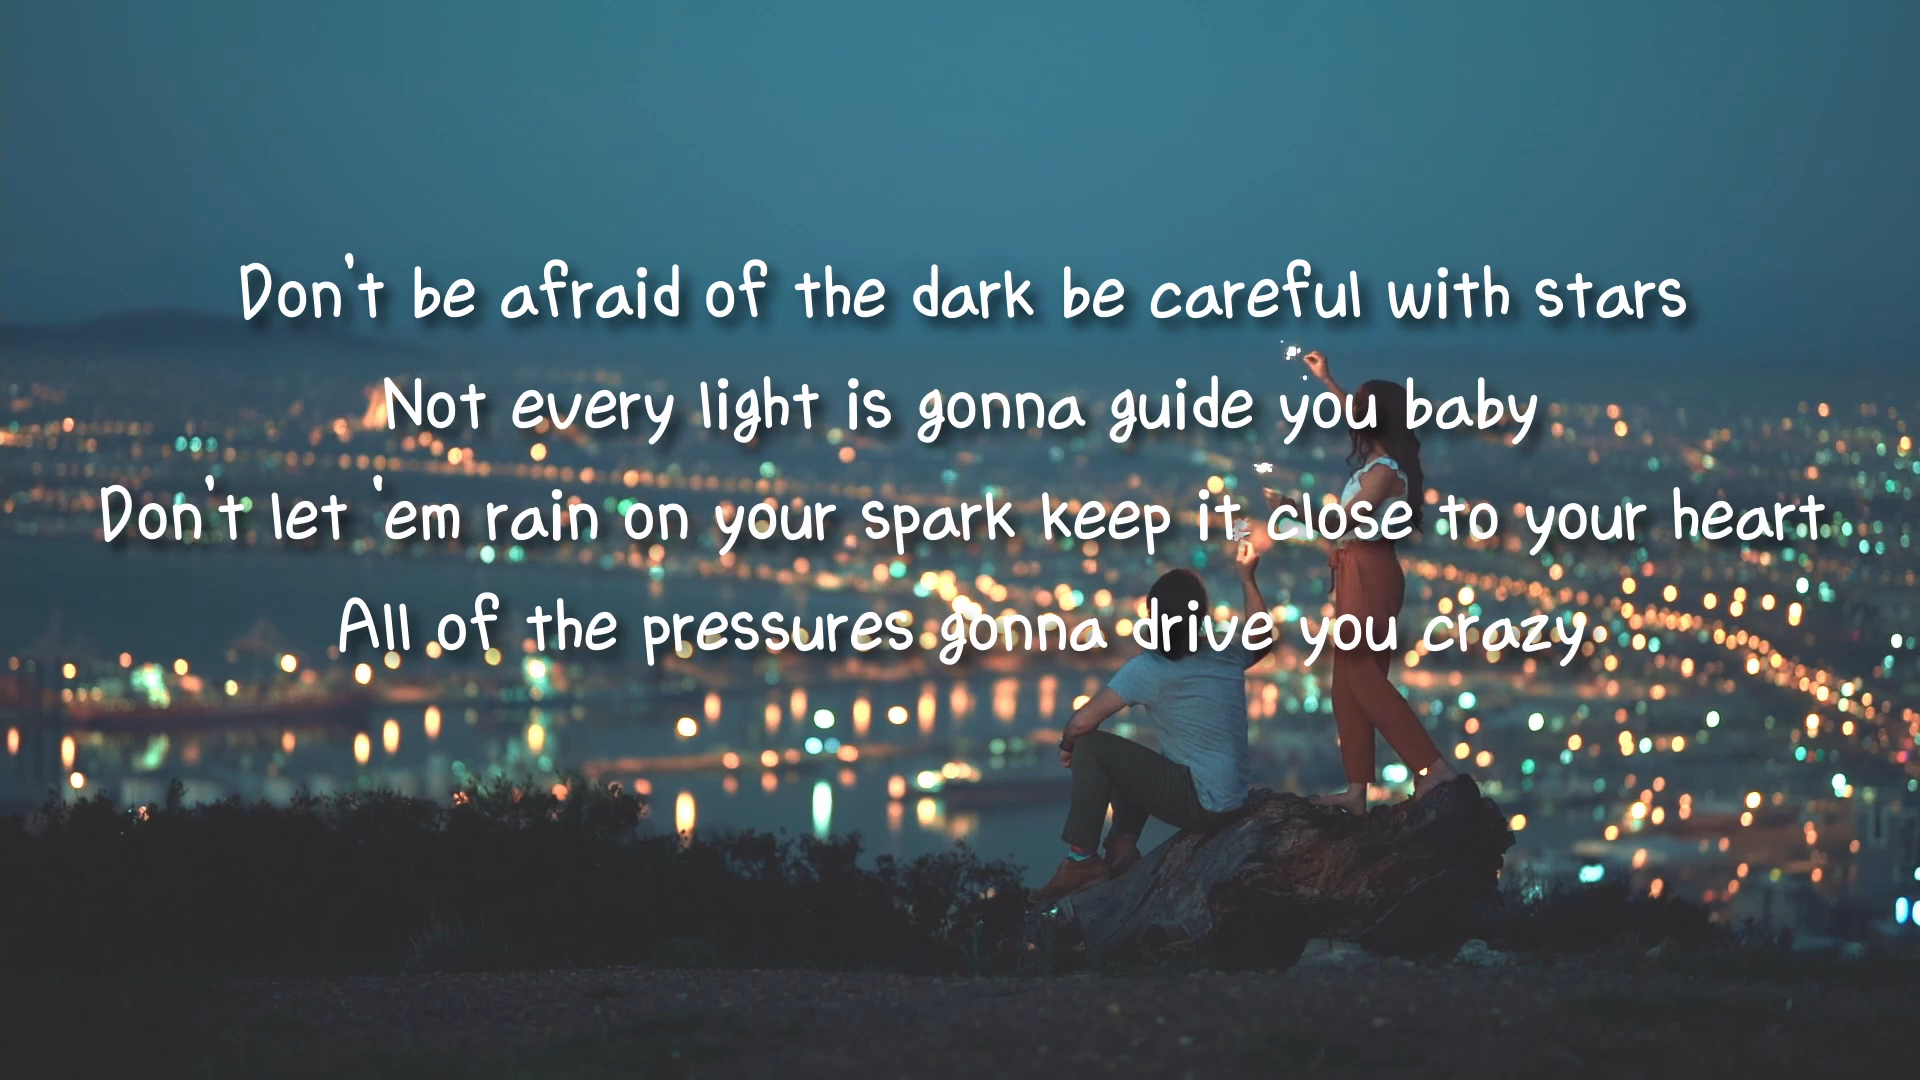 Don't be afraid of the dark be careful with stars
Not every light is gonna guide you baby
Don't let 'em rain on your spark keep it close to your heart
All of the pressures gonna drive you crazy